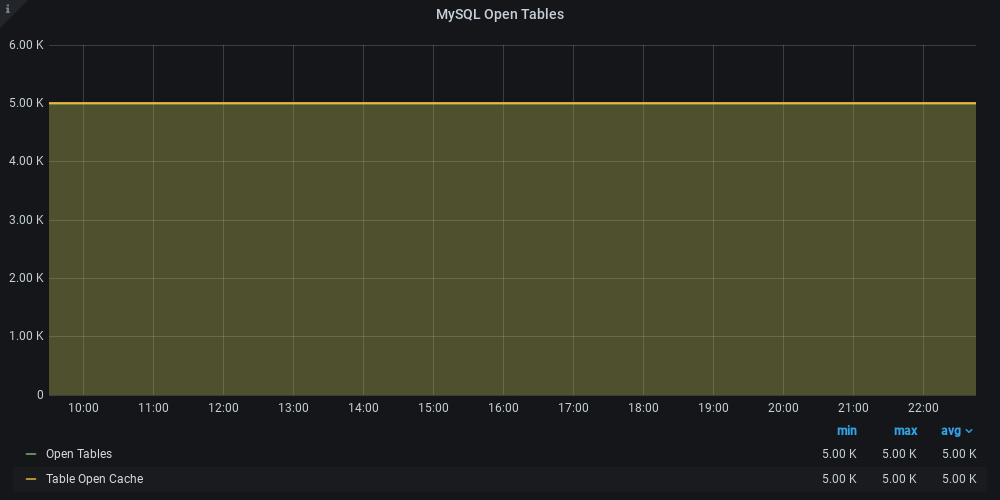 i
MySQL Open Tables
6.00 K
5.00 K
4.00 K
3.00 K
2.00 K
1.00 K
0
10:00 11:00 12:00 13:00 14:00 15:00 16:00 17:00 18:00 19:00 20:00 21:00 22:00
min max avg
Open Tables 5.00 K 5.00 K 5.00 K
Table Open Cache 5.00 K 5.00 K 5.00 K